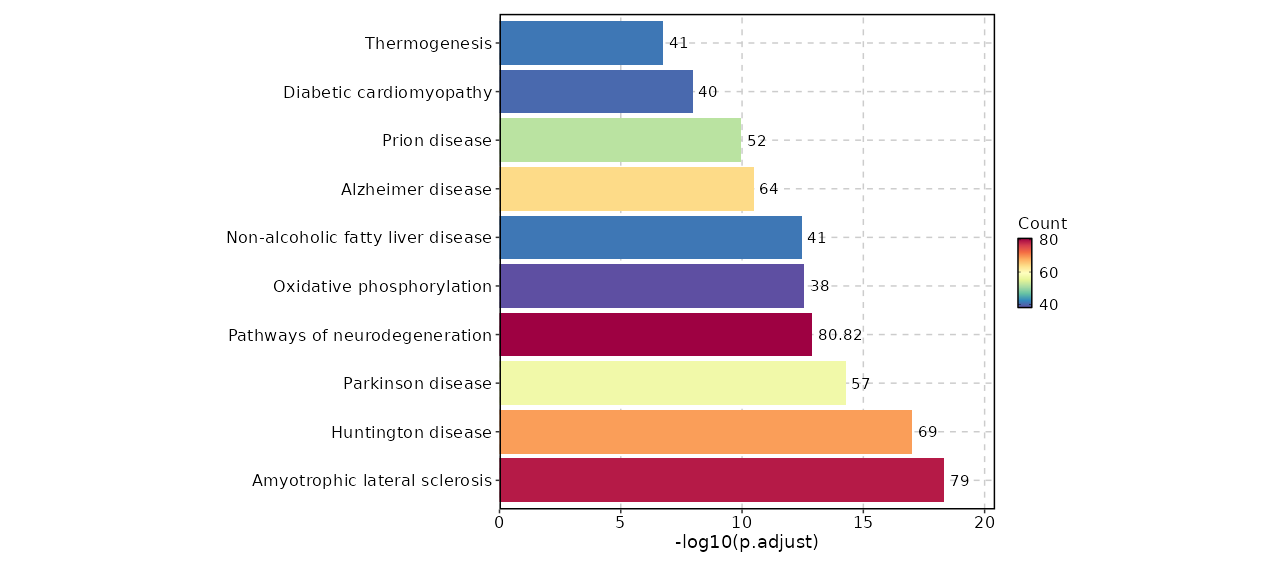 Thermogenesis 41
Diabetic cardiomyopathy 40
Prion disease 52
Alzheimer disease 64
Non-alcoholic fatty liver disease 41
Oxidative phosphorylation 38
Pathways of neurodegeneration 80.82
Parkinson disease 57
Huntington disease 69
Amyotrophic lateral sclerosis 79
0 5 10 15 20
-log10(p.adjust)
Count
80
60
40